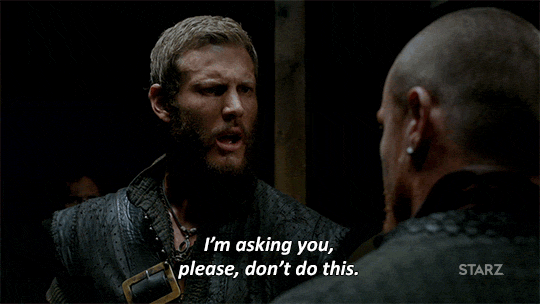 I'm asking you,
please, don't do this.
STARZ